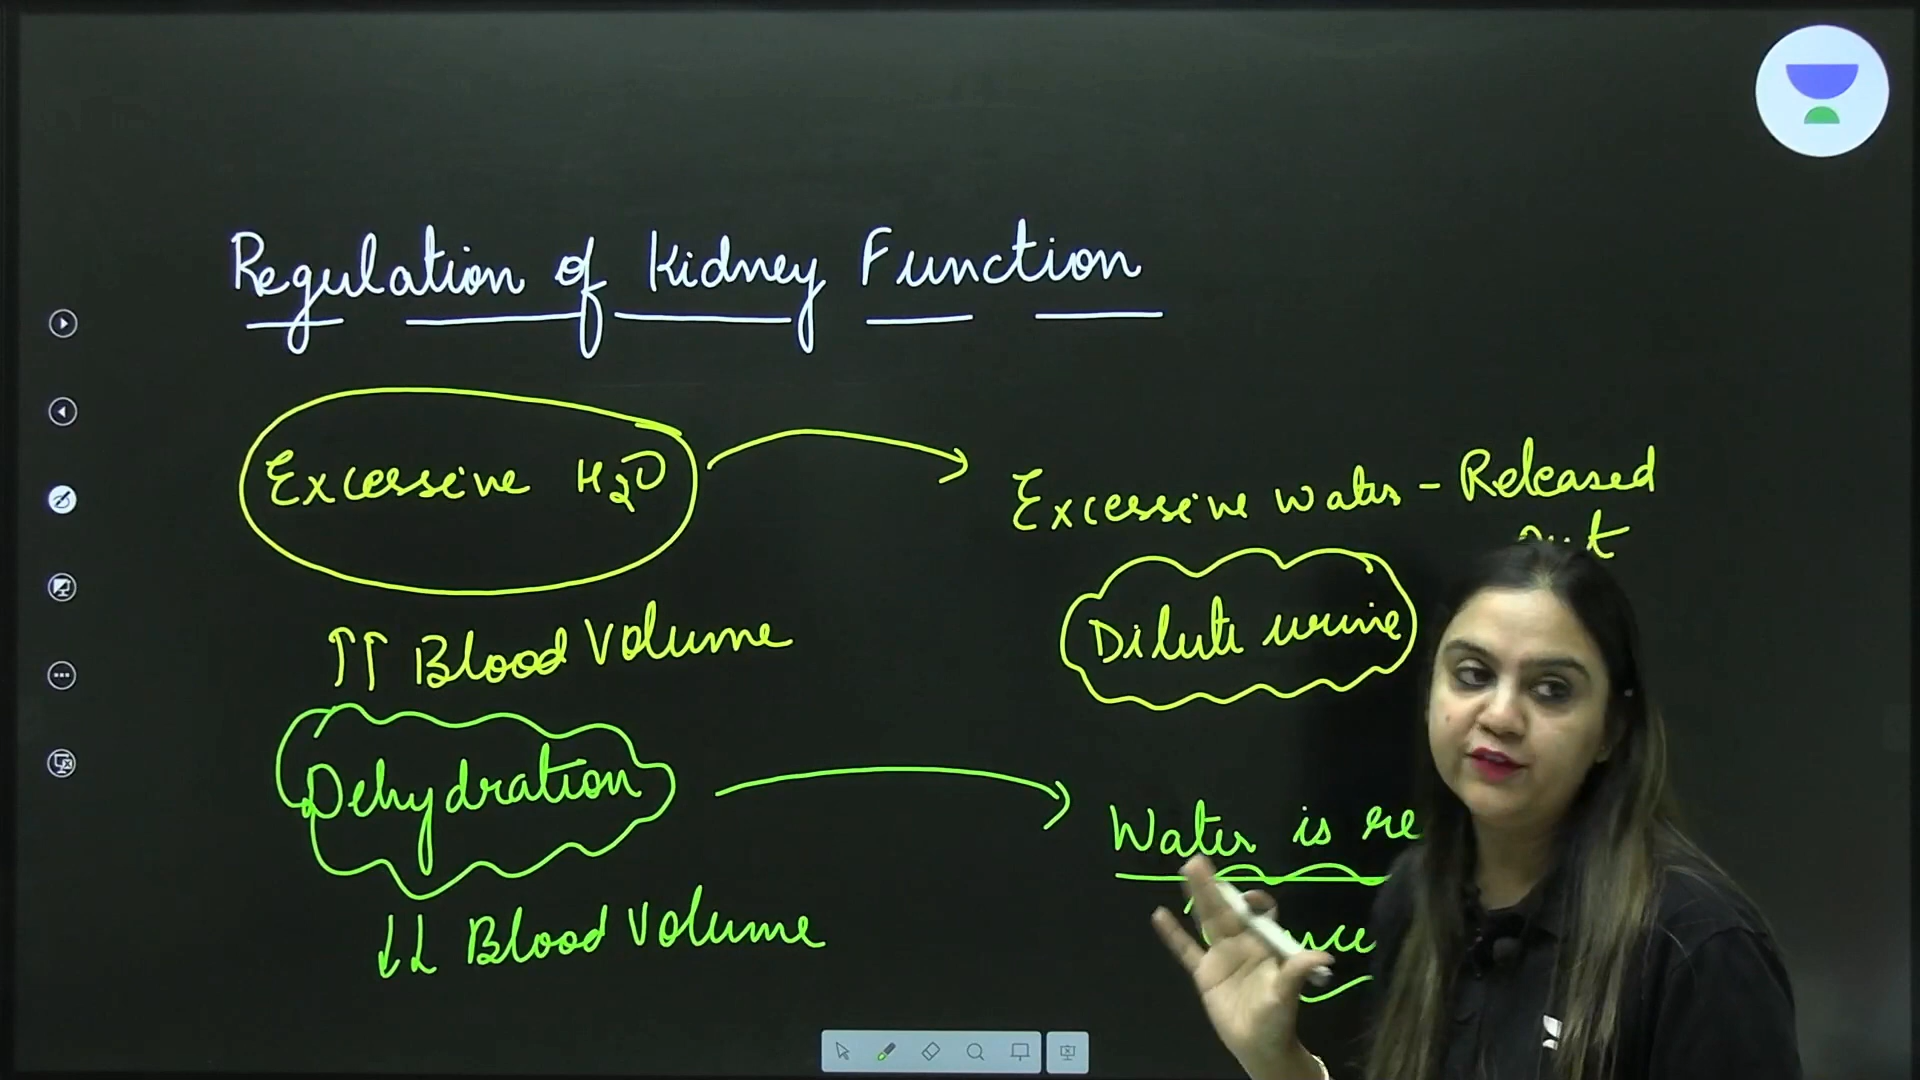 Regulation of Kidney Function
Excessive H2O
Excessive water - Released
out
↑↑ Blood Volume
Dilute urine
Dehydration
Water is re
↓↓ Blood Volume